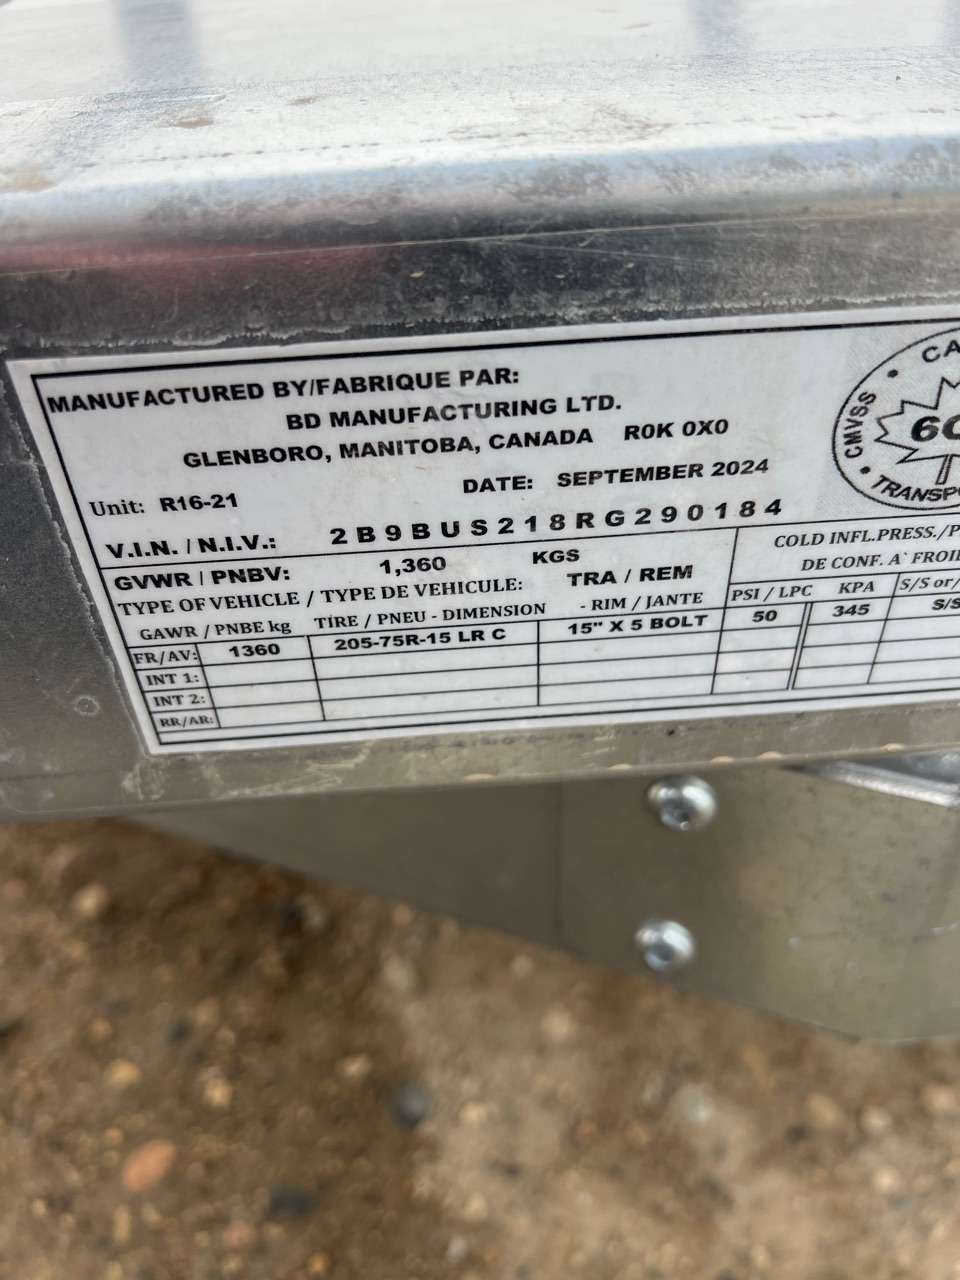 MANUFACTURED BY/FABRIQUE PAR:
BD MANUFACTURING LTD.
GLENBORO, MANITOBA, CANADA R0K 0X0
DATE: SEPTEMBER 2024
Unit: R16-21
V.I.N. / N.I.V.: 2B9BUS218RG290184
GVWR / PNBV: 1,360 KGS
TYPE OF VEHICLE / TYPE DE VEHICULE: TRA / REM
COLD INFL.PRESS./P
DE CONF. A` FROI
GAWR / PNBE kg TIRE / PNEU - DIMENSION - RIM / JANTE PSI / LPC KPA S/S or/
FR/AV: 1360 205-75R-15 LR C 15" X 5 BOLT 50 345 S/S
INT 1:
INT 2:
RR/AR:
CMVSS
CA
60
TRANSPO